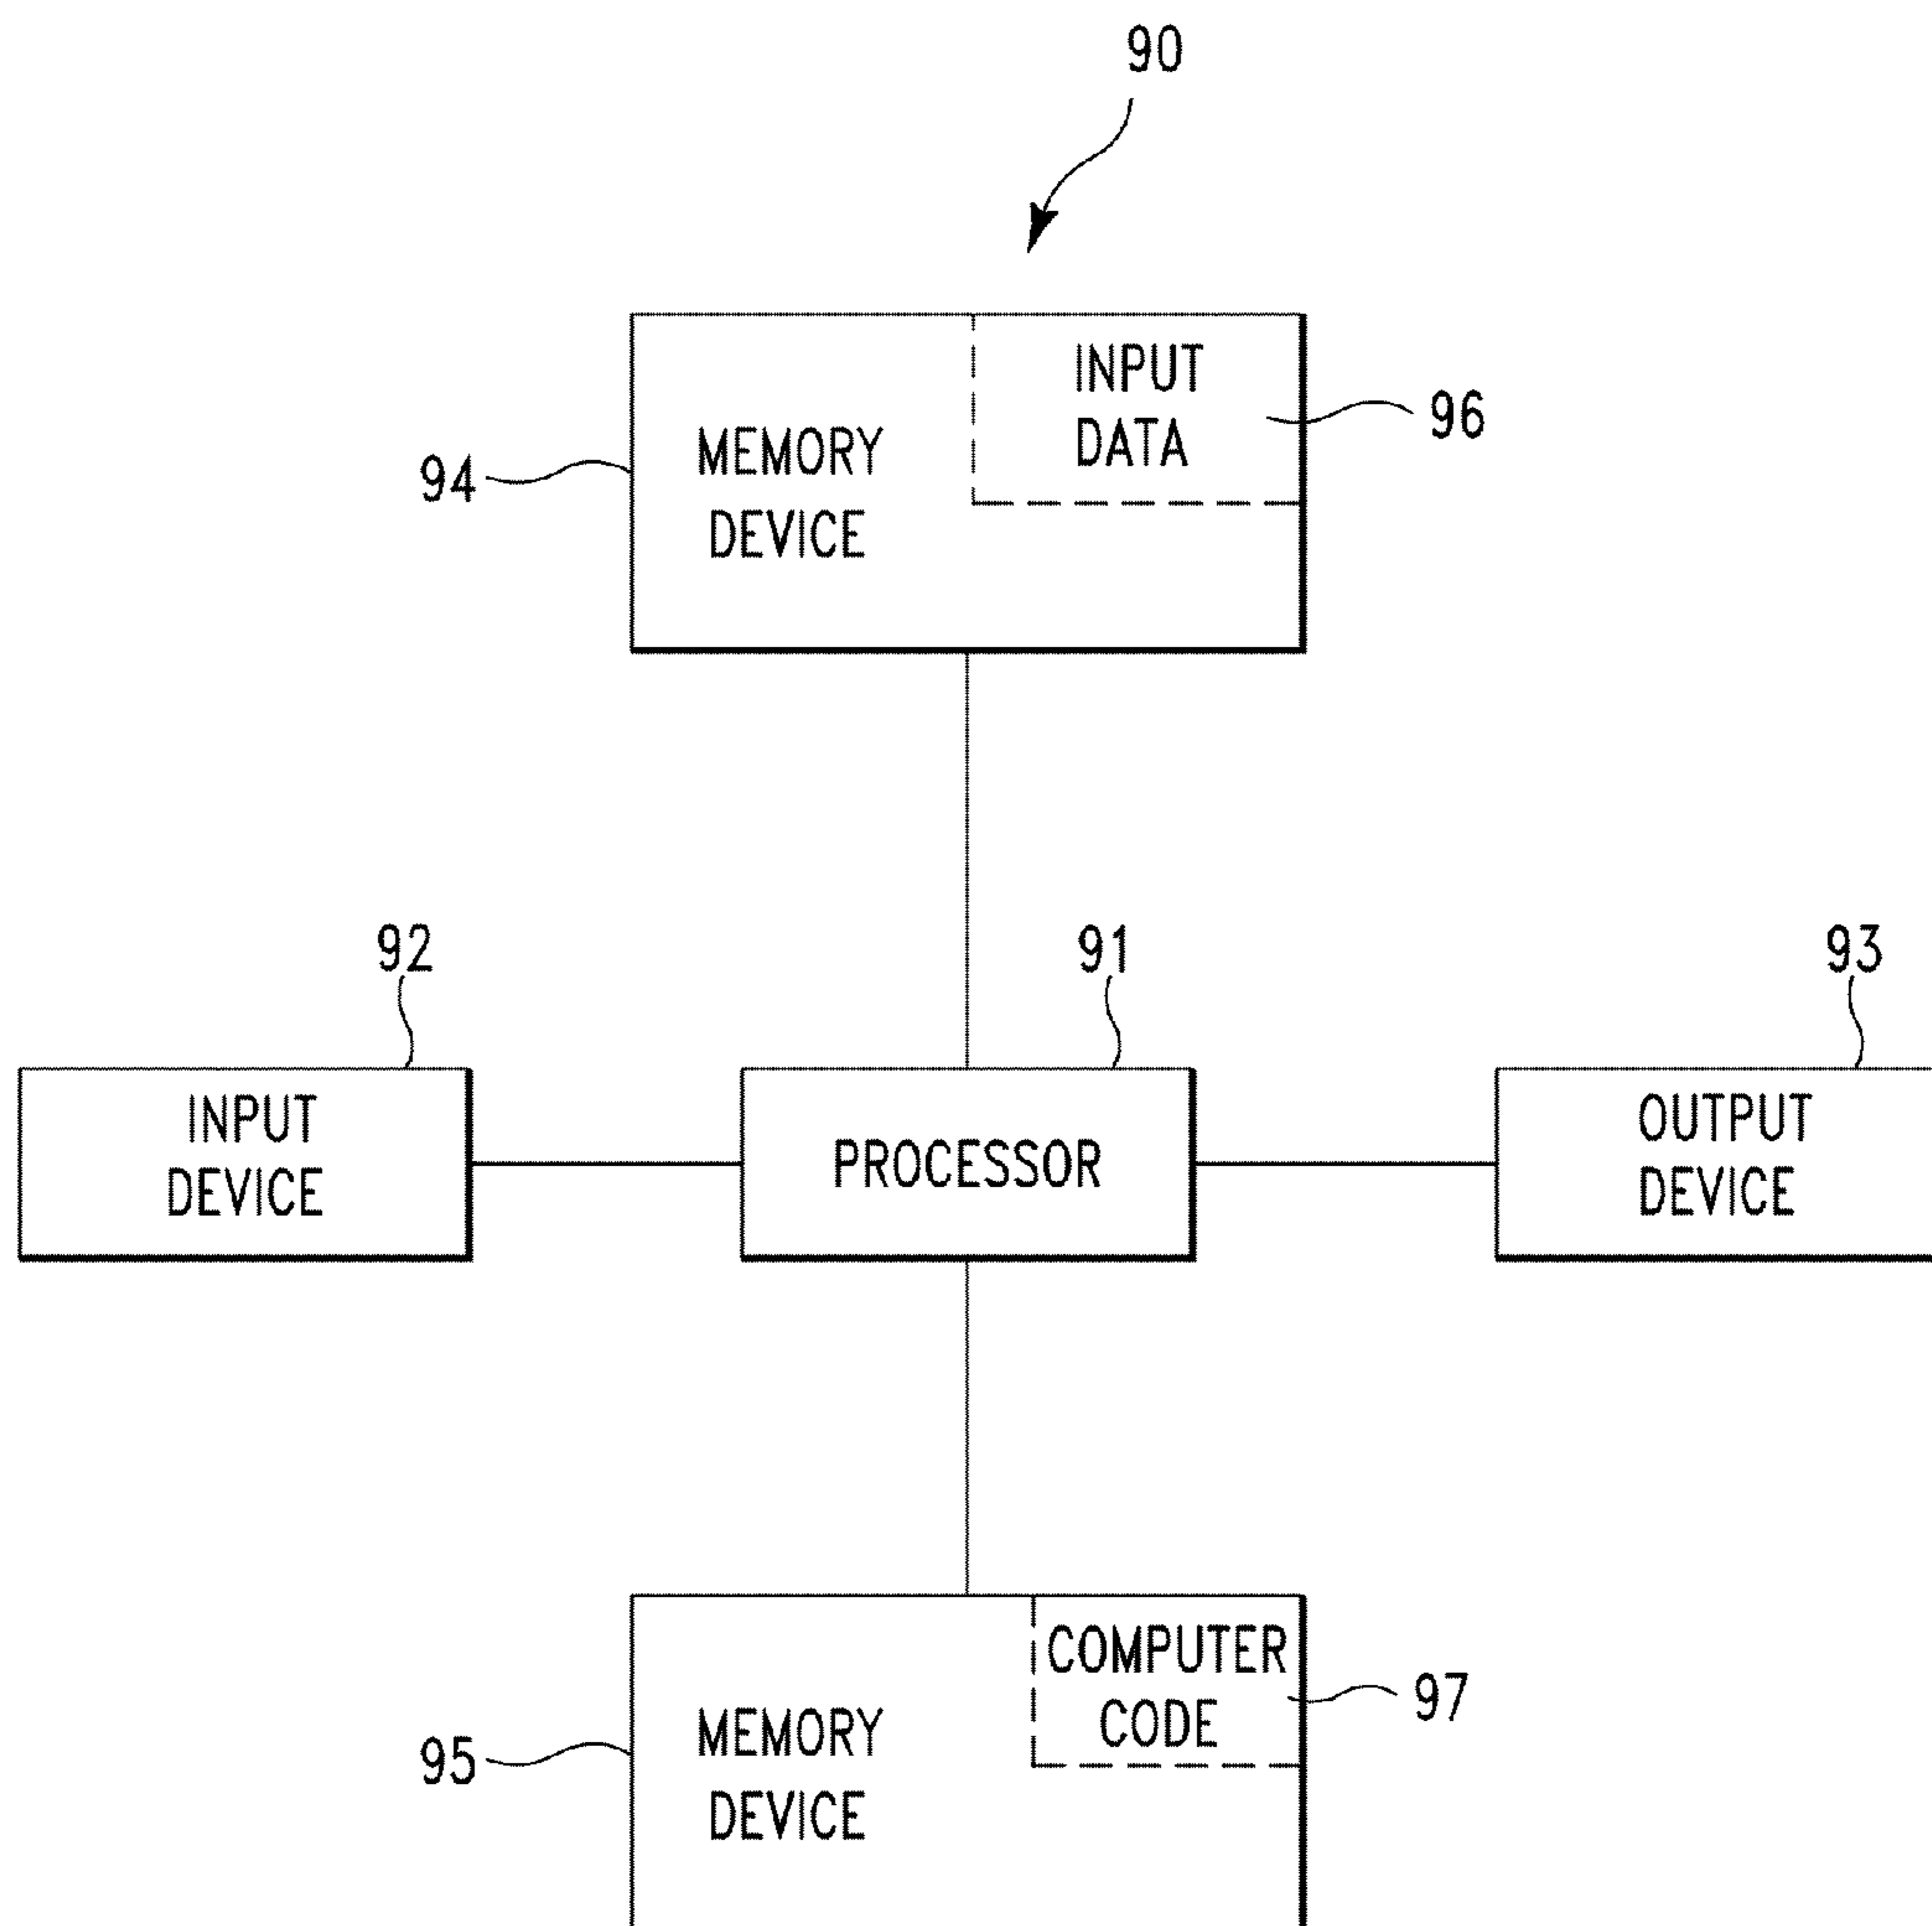 90
INPUT
DATA
96
MEMORY
DEVICE
94
92
91
93
INPUT
DEVICE
PROCESSOR
OUTPUT
DEVICE
COMPUTER
CODE
97
MEMORY
DEVICE
95